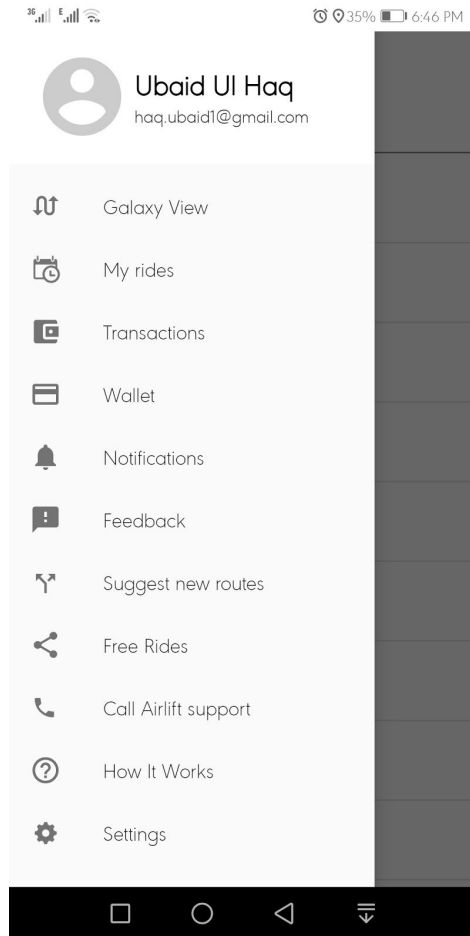 3G E 35% 6:46 PM
Ubaid Ul Haq
haq.ubaid1@gmail.com
Galaxy View
My rides
Transactions
Wallet
Notifications
Feedback
Suggest new routes
Free Rides
Call Airlift support
How It Works
Settings